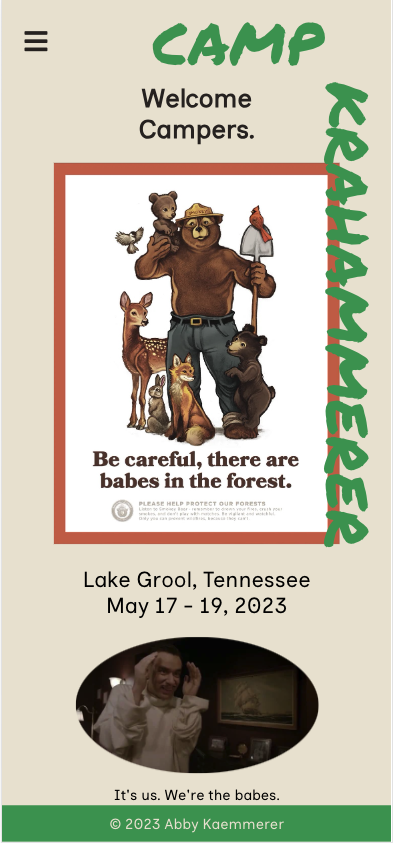 CAMP
KRAHAMMERER
Welcome
Campers.
Be careful, there are
babes in the forest.
PLEASE HELP PROTECT OUR FORESTS
Lake Grool, Tennessee
May 17 - 19, 2023
It's us. We're the babes.
© 2023 Abby Kaemmerer